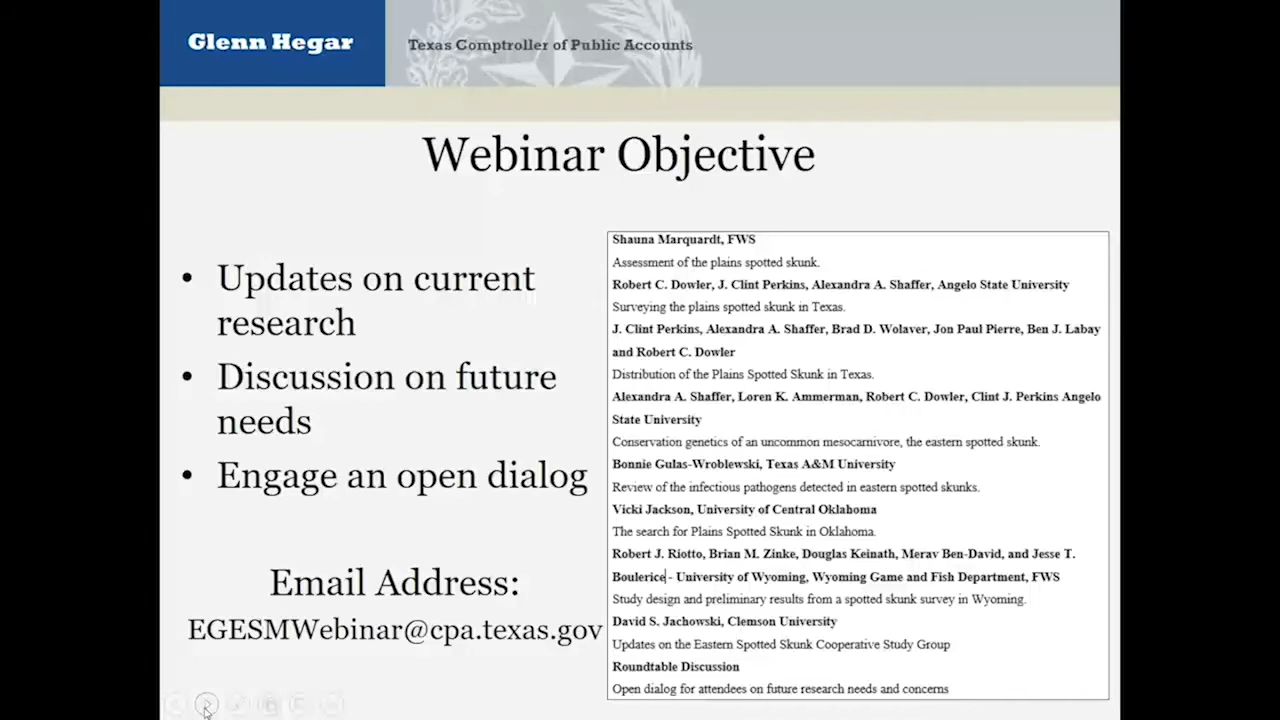 Glenn Hegar
Texas Comptroller of Public Accounts
Webinar Objective
• Updates on current
research
• Discussion on future
needs
• Engage an open dialog
Email Address:
EGESMWebinar@cpa.texas.gov
Shauna Marquardt, FWS
Assessment of the plains spotted skunk.
Robert C. Dowler, J. Clint Perkins, Alexandra A. Shaffer, Angelo State University
Surveying the plains spotted skunk in Texas.
J. Clint Perkins, Alexandra A. Shaffer, Brad D. Wolaver, Jon Paul Pierre, Ben J. Labay
and Robert C. Dowler
Distribution of the Plains Spotted Skunk in Texas.
Alexandra A. Shaffer, Loren K. Ammerman, Robert C. Dowler, Clint J. Perkins Angelo
State University
Conservation genetics of an uncommon mesocarnivore, the eastern spotted skunk.
Bonnie Gulas-Wroblewski, Texas A&M University
Review of the infectious pathogens detected in eastern spotted skunks.
Vicki Jackson, University of Central Oklahoma
The search for Plains Spotted Skunk in Oklahoma.
Robert J. Riotto, Brian M. Zinke, Douglas Keinath, Merav Ben-David, and Jesse T.
Boulerice - University of Wyoming, Wyoming Game and Fish Department, FWS
Study design and preliminary results from a spotted skunk survey in Wyoming.
David S. Jachowski, Clemson University
Updates on the Eastern Spotted Skunk Cooperative Study Group
Roundtable Discussion
Open dialog for attendees on future research needs and concerns